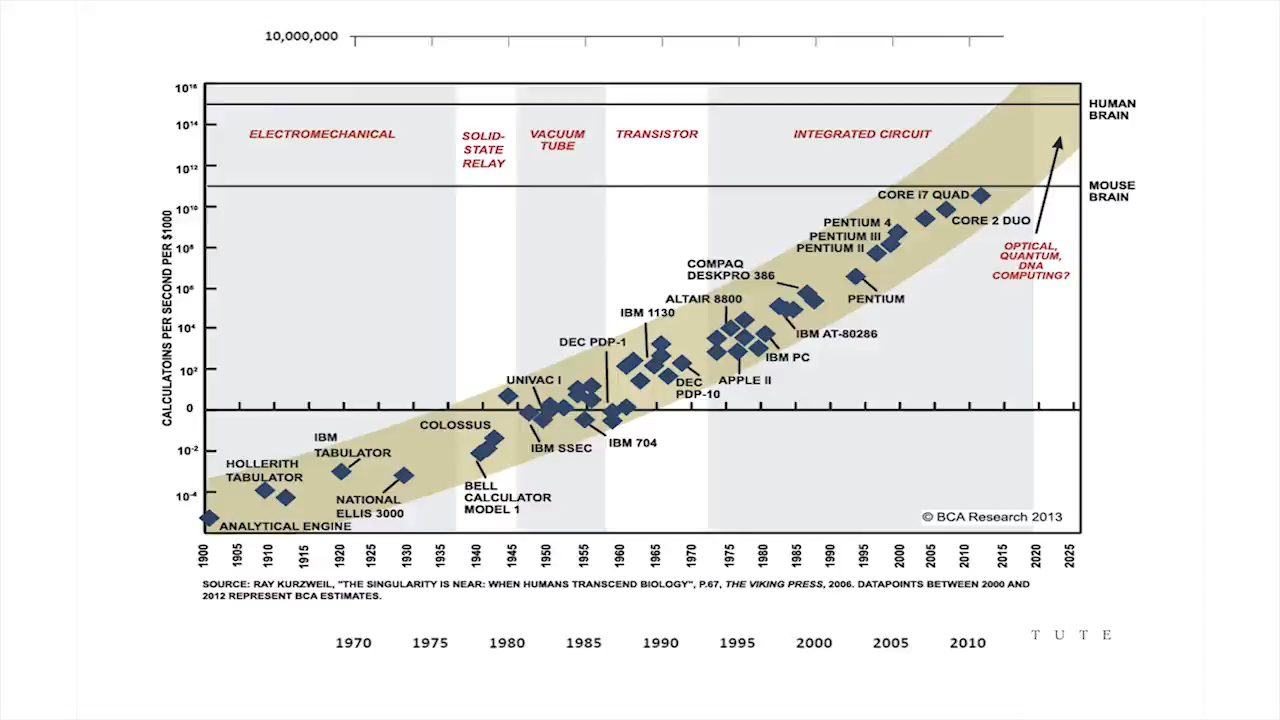 10,000,000
10¹⁶
10¹⁴
10¹²
10¹⁰
10⁸
10⁶
10⁴
10²
0
10⁻²
10⁻⁴
CALCULATOINS PER SECOND PER $1000
ELECTROMECHANICAL
SOLID-
STATE
RELAY
VACUUM
TUBE
TRANSISTOR
INTEGRATED CIRCUIT
HUMAN
BRAIN
MOUSE
BRAIN
CORE i7 QUAD
CORE 2 DUO
PENTIUM 4
PENTIUM III
PENTIUM II
OPTICAL,
QUANTUM,
DNA
COMPUTING?
COMPAQ
DESKPRO 386
PENTIUM
ALTAIR 8800
IBM 1130
IBM AT-80286
DEC PDP-1
IBM PC
UNIVAC I
DEC
PDP-10
APPLE II
COLOSSUS
IBM SSEC
IBM 704
IBM
TABULATOR
HOLLERITH
TABULATOR
NATIONAL
ELLIS 3000
BELL
CALCULATOR
MODEL 1
ANALYTICAL ENGINE
© BCA Research 2013
1900 1905 1910 1915 1920 1925 1930 1935 1940 1945 1950 1955 1960 1965 1970 1975 1980 1985 1990 1995 2000 2005 2010 2015 2020 2025
SOURCE: RAY KURZWEIL, "THE SINGULARITY IS NEAR: WHEN HUMANS TRANSCEND BIOLOGY", P.67, THE VIKING PRESS, 2006. DATAPOINTS BETWEEN 2000 AND
2012 REPRESENT BCA ESTIMATES.
1970 1975 1980 1985 1990 1995 2000 2005 2010
TUTE